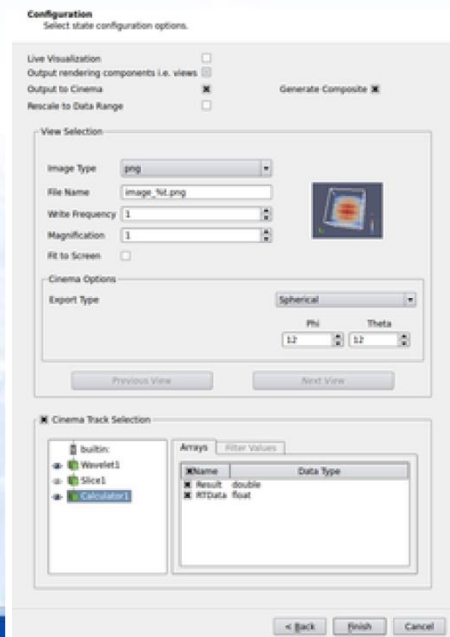 Configuration
Select state configuration options.
Live Visualization
Output rendering components i.e. views
Output to Cinema
Generate Composite
Rescale to Data Range
View Selection
Image Type png
File Name image_%t.png
Write Frequency 1
Magnification 1
Fit to Screen
Cinema Options
Export Type Spherical
Phi Theta
12 12
Previous View Next View
Cinema Track Selection
builtin:
Wavelet1
Slice1
Calculator1
Arrays Filter Values
Name Data Type
Result double
RTData float
< Back Finish Cancel